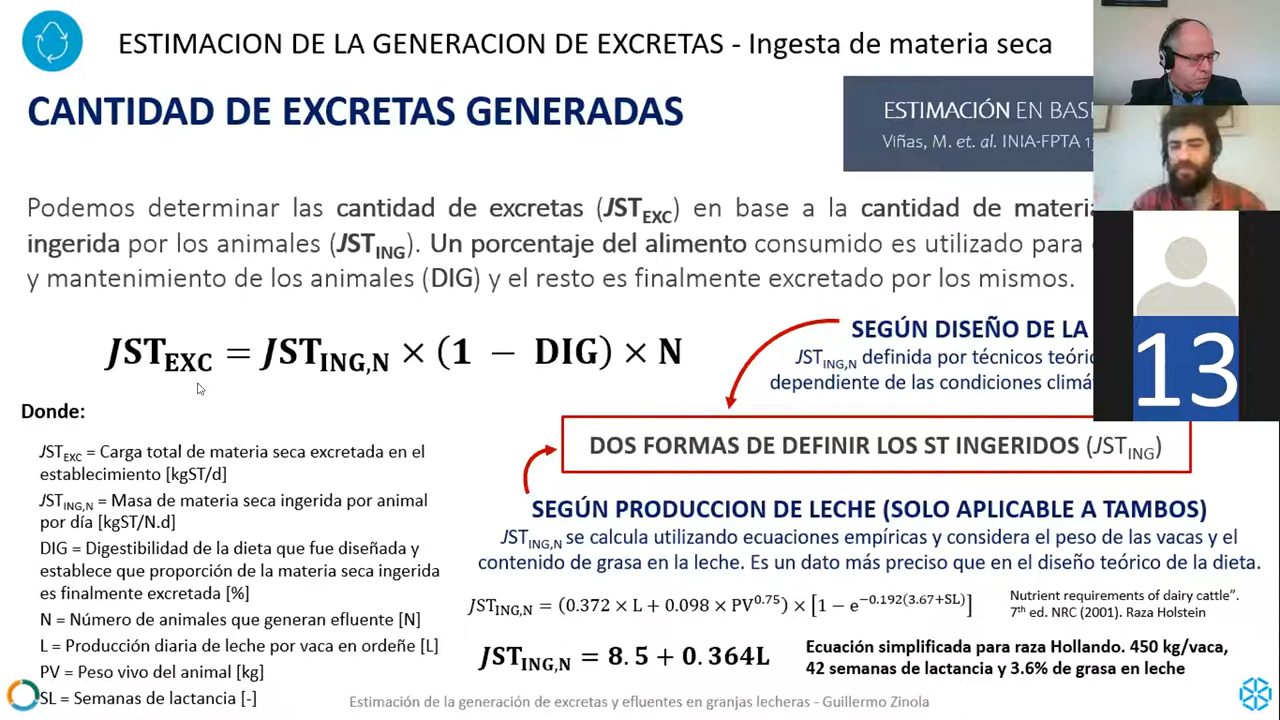 ESTIMACION DE LA GENERACION DE EXCRETAS - Ingesta de materia seca
CANTIDAD DE EXCRETAS GENERADAS
ESTIMACIÓN EN BAS
Viñas, M. et. al. INIA-FPTA
Podemos determinar las cantidad de excretas (JST_EXC) en base a la cantidad de materia
ingerida por los animales (JST_ING). Un porcentaje del alimento consumido es utilizado para
y mantenimiento de los animales (DIG) y el resto es finalmente excretado por los mismos.
JST_EXC = JST_ING,N × (1 − DIG) × N
SEGÚN DISEÑO DE LA
JST_ING,N definida por técnicos
dependiente de las condiciones
13
Donde:
DOS FORMAS DE DEFINIR LOS ST INGERIDOS (JST_ING)
JST_EXC = Carga total de materia seca excretada en el
establecimiento [kgST/d]
JST_ING,N = Masa de materia seca ingerida por animal
por día [kgST/N.d]
DIG = Digestibilidad de la dieta que fue diseñada y
establece que proporción de la materia seca ingerida
es finalmente excretada [%]
N = Número de animales que generan efluente [N]
L = Producción diaria de leche por vaca en ordeñe [L]
PV = Peso vivo del animal [kg]
SL = Semanas de lactancia [-]
SEGÚN PRODUCCION DE LECHE (SOLO APLICABLE A TAMBOS)
JST_ING,N se calcula utilizando ecuaciones empíricas y considera el peso de las vacas y el
contenido de grasa en la leche. Es un dato más preciso que en el diseño teórico de la dieta.
JST_ING,N = (0.372 × L + 0.098 × PV^0.75) × [1 − e^−0.192(3.67+SL)]
Nutrient requirements of dairy cattle”.
7th ed. NRC (2001). Raza Holstein
JST_ING,N = 8.5 + 0.364L
Ecuación simplificada para raza Hollando. 450 kg/vaca,
42 semanas de lactancia y 3.6% de grasa en leche
Estimación de la generación de excretas y efluentes en granjas lecheras - Guillermo Zinola